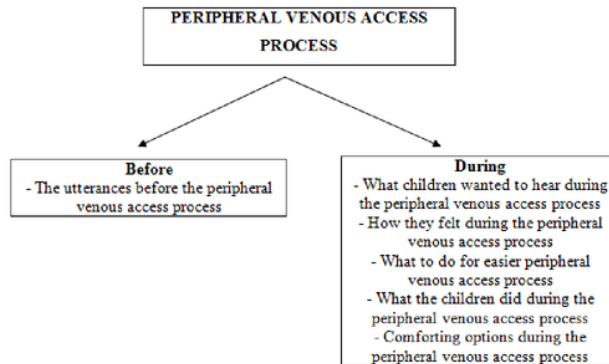 PERIPHERAL VENOUS ACCESS
PROCESS
Before
- The utterances before the peripheral
venous access process
During
- What children wanted to hear during
the peripheral venous access process
- How they felt during the peripheral
venous access process
- What to do for easier peripheral
venous access process
- What the children did during the
peripheral venous access process
- Comforting options during the
peripheral venous access process